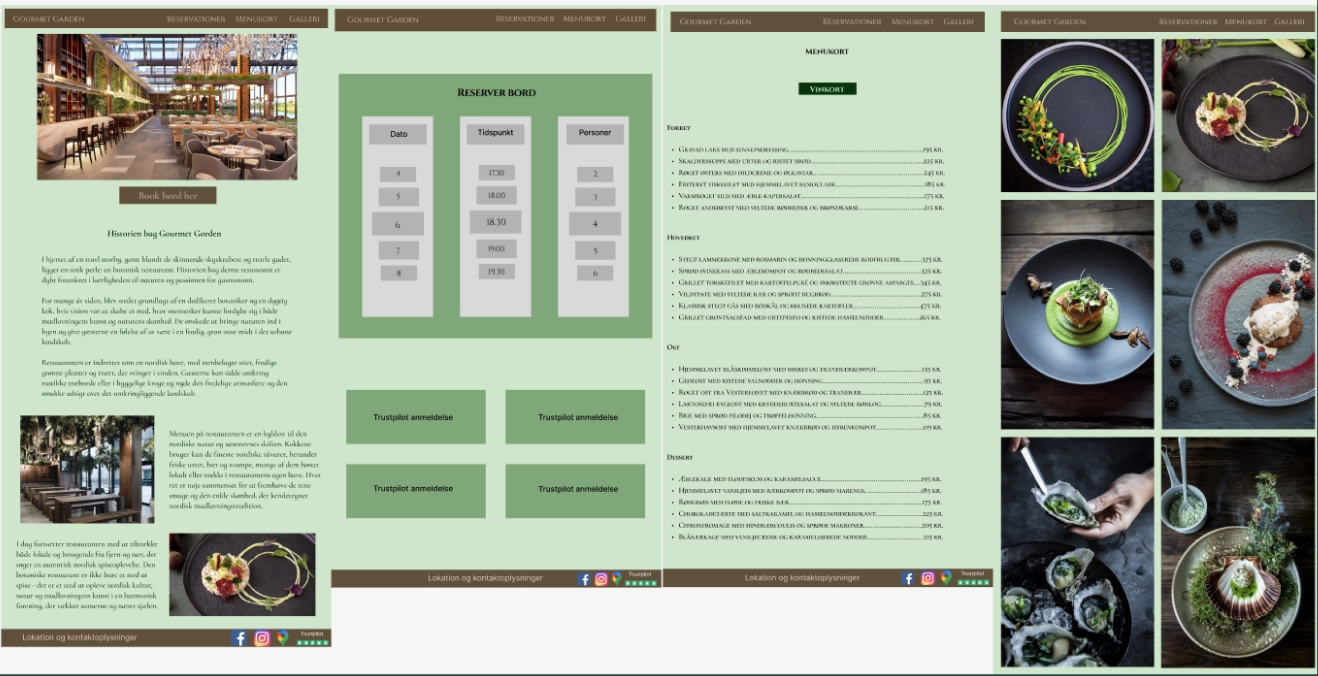 Gourmet Garden
Reservationer Menukort Galleri
Book bord her
Historien bag Gourmet Garden
I hjertet af en travl storby, gemt blandt de skinnende skyskrabere og travle gader,
ligger en unik perle: en botanisk restaurant. Historien bag denne restaurant er
dybt forankret i kærligheden til naturen og passionen for gastronomi.
For mange år siden, blev stedet grundlagt af en dedikeret botaniker og en dygtig
kok, hvis vision var at skabe et sted, hvor mennesker kunne fordybe sig i både
madlavningens kunst og naturens skønhed. De ønskede at bringe naturen ind i
byen og give gæsterne en følelse af at være i en frodig, grøn oase midt i det urbane
landskab.
Restauranten er indrettet som en nordisk have, med stenbelagte stier, frodige
grønne planter og træer, der svinger i vinden. Gæsterne kan sidde omkring
rustikke træborde eller i hyggelige kroge og nyde den fredelige atmosfære og den
smukke udsigt over det omkringliggende landskab
Menuen på restauranten er en hyldest til den
nordiske natur og sæsonernes skiften. Kokkene
bruger kun de fineste nordiske råvarer, herunder
friske urter, bær og svampe, mange af dem høstet
lokalt eller endda i restaurantens egen have. Hver
ret er nøje sammensat for at fremhæve de rene
smage og den enkle skønhed, der kendetegner
nordisk madlavningstradition.
I dag fortsætter restauranten med at tiltrække
både lokale og besøgende fra fjern og nær, der
søger en autentisk nordisk spiseoplevelse. Den
botaniske restaurant er ikke bare et sted at
spise - det er et sted at opleve nordisk kultur,
natur og madlavningens kunst i en harmonisk
forening, der vækker sanserne og nærer sjælen.
Lokation og kontaktoplysninger
Trustpilot
Gourmet Garden
Reservationer Menukort Galleri
Reserver bord
Dato Tidspunkt Personer
4 17.30 2
5 18.00 3
6 18.30 4
7 19.00 5
8 19.30 6
Trustpilot anmeldelse Trustpilot anmeldelse
Trustpilot anmeldelse Trustpilot anmeldelse
Lokation og kontaktoplysninger
Trustpilot
Gourmet Garden
Reservationer Menukort Galleri
Menukort
Vinkort
Forret
• Gravad laks med sennepsdressing 195 kr.
• Skaldyrssuppe med urter og ristet brød 225 kr.
• Røget østers med dildcreme og ølkaviar 245 kr.
• Friteret fiskefilet med hjemmelavet remoulade 185 kr.
• Varmrøget sild med æble-kapersalat 175 kr.
• Røget andebryst med syltede rødbeder og brøndkarse 215 kr.
Hovedret
• Stegt lammekrone med rosmarin og honningglaserede rodfrugter 375 kr.
• Sprød svinekam med æblekompot og rødbedesalat 325 kr.
• Grillet torskefilet med kartoffelpuré og smørstegte grønne asparges 345 kr.
• Vildtpaté med syltede bær og sprødt rugbrød 275 kr.
• Klassisk stegt gås med rødkål og brunede kartofler 475 kr.
• Grillet grøntsagsfad med urtepesto og ristede hasselnødder 265 kr.
Ost
• Hjemmelavet blåskimmelost med birkes og tranebærkompot 135 kr.
• Gedeost med ristede valnødder og honning 95 kr.
• Røget ost fra Vesterhavet med knækbrød og tranebær 125 kr.
• Laktosefri rygeost med krydderurtesalat og syltede rødløg 79 kr.
• Brie med sprød filodej og trøffelhonning 85 kr.
• Vesterhavsost med hjemmelavet knækbrød og hybenkompot 119 kr.
Dessert
• Æblekage med flødeskum og karamelsauce 195 kr.
• Hjemmelavet vaniljeis med bærkompot og sprød marengs 185 kr.
• Rødgrød med fløde og friske bær 175 kr.
• Chokoladetærte med saltkaramel og hasselnøddekrokant 225 kr.
• Citronfromage med hindbærcoulis og sprøde makroner 205 kr.
• Blåbærkage med vaniljecreme og karameliserede nødder 215 kr.
Lokation og kontaktoplysninger
Trustpilot
Gourmet Garden
Reservationer Menukort Galleri